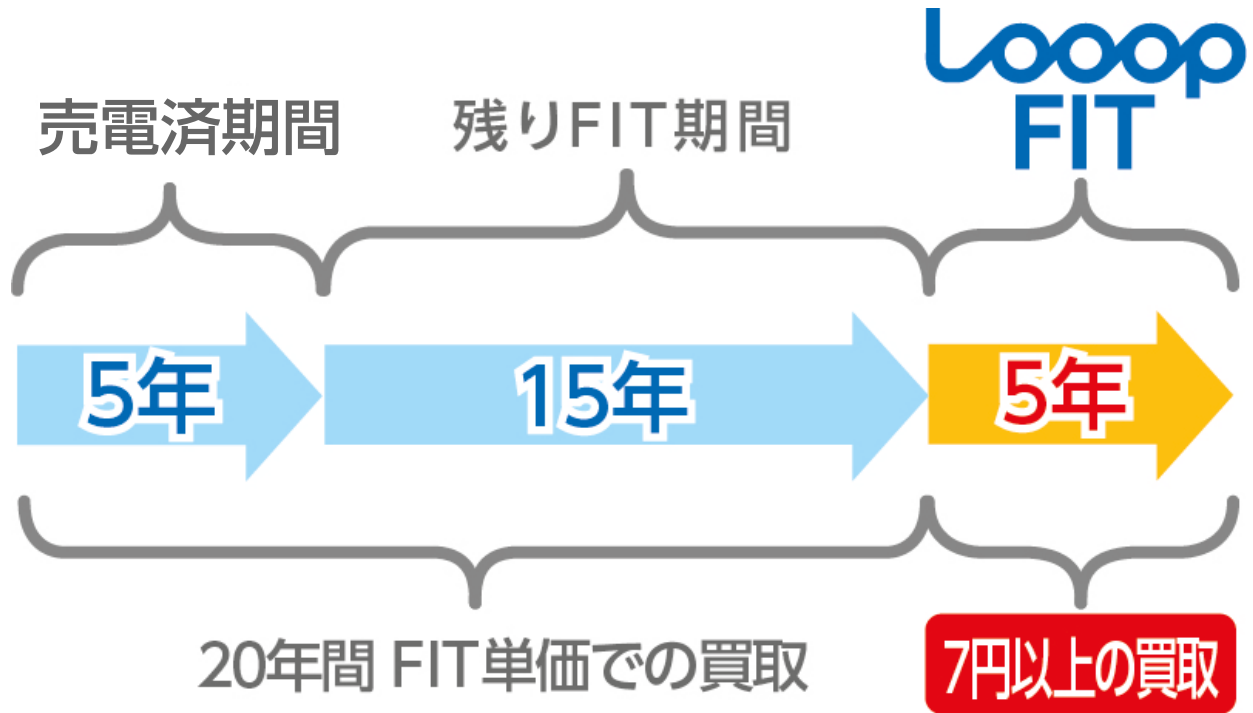 Looop
FIT
売電済期間
残りFIT期間
5年
15年
5年
20年間 FIT単価での買取
7円以上の買取